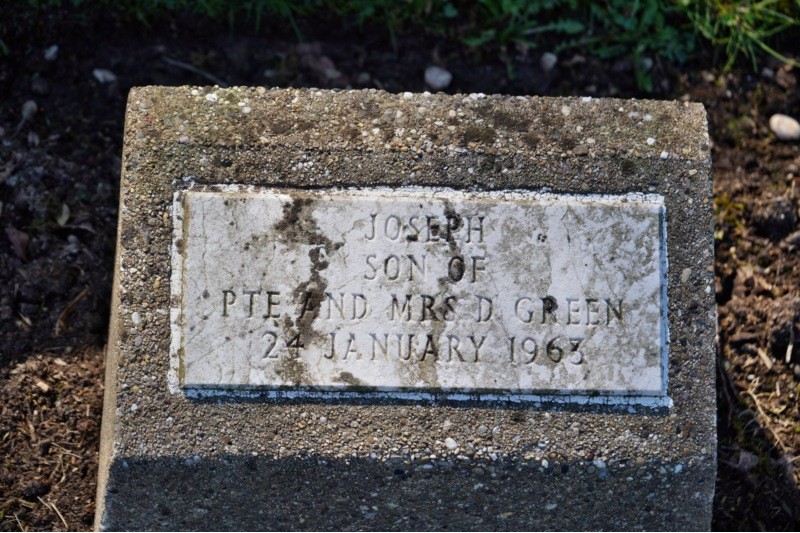 JOSEPH
SON OF
PTE AND MRS D GREEN
24 JANUARY 1963